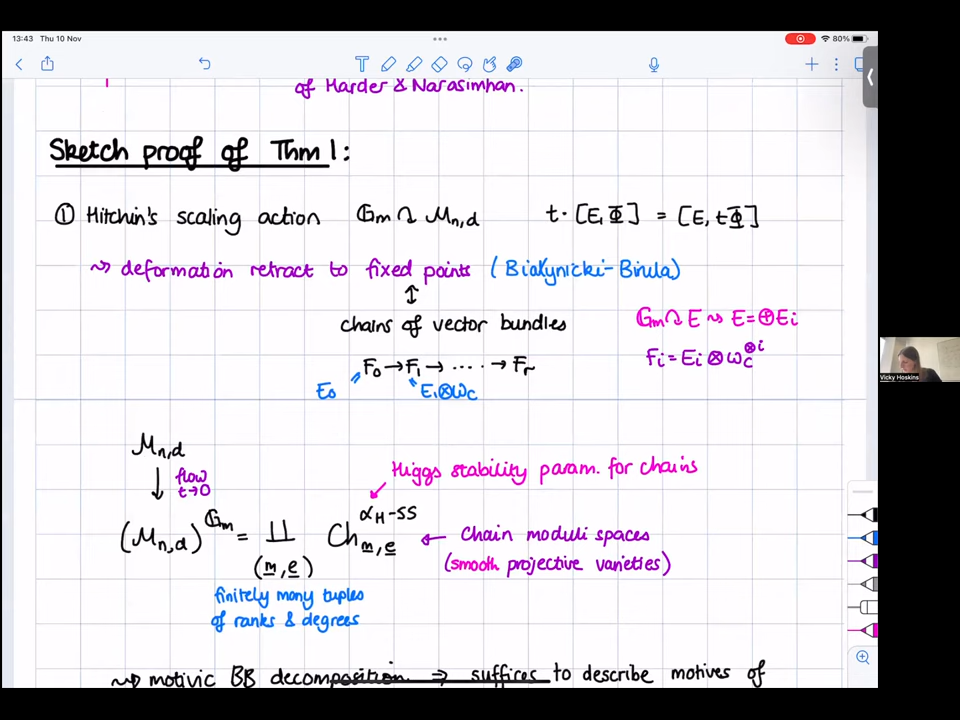 13:43 Thu 10 Nov
80%
of Harder & Narasimhan.
Sketch proof of Thm 1:
① Hitchin's scaling action 𝔾m ↷ ℳn,d t · [E, Φ] = [E, tΦ]
⇝ deformation retract to fixed points (Białynicki-Birula)
↕
chains of vector bundles
𝔾m ↷ E ⇝ E = ⊕Ei
F0 → F1 → ···· → Fr
Fi = Ei ⊗ ωC⊗i
E0 E1⊗ωC
ℳn,d
↓ flow t→0
Higgs stability param. for chains
(ℳn,d)𝔾m = ⨿ Chm,e αH-ss ← Chain moduli spaces
(m,e) (smooth projective varieties)
finitely many tuples
of ranks & degrees
⇝ motivic BB decomposition ⇒ suffices to describe motives of
Vicky Hoskins